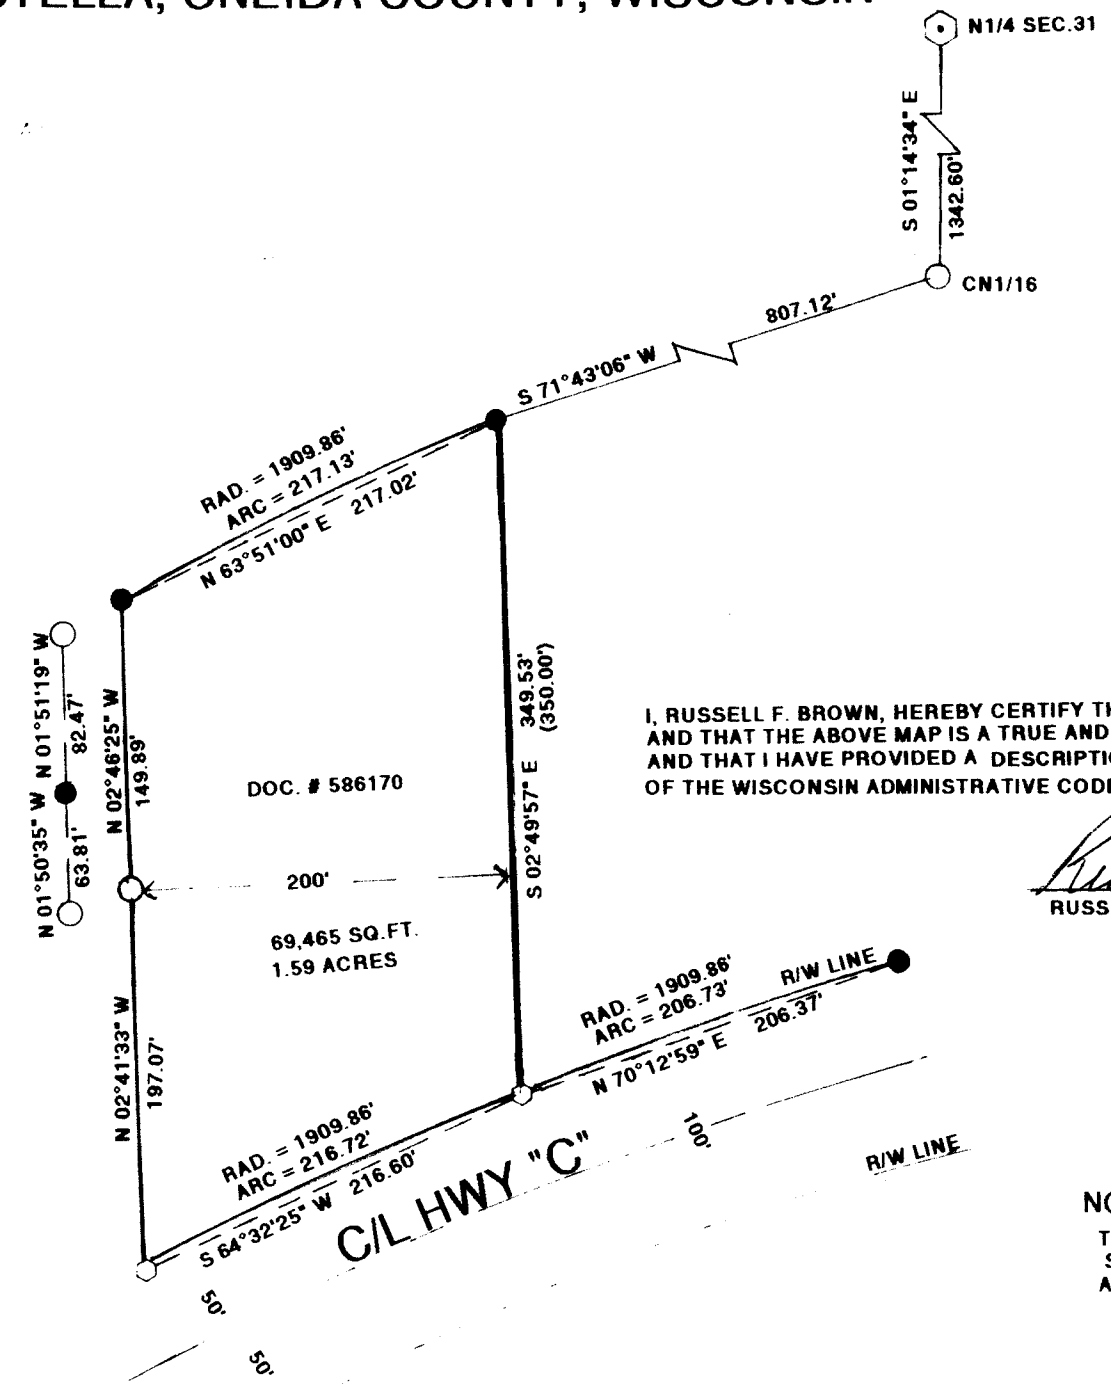 ONEIDA COUNTY, WISCONSIN
N1/4 SEC.31
S 01°14'34" E
1342.60'
CN1/16
807.12'
S 71°43'06" W
RAD. = 1909.86'
ARC = 217.13'
N 63°51'00" E 217.02'
N 01°51'19" W
82.47'
N 01°50'35" W
63.81'
N 02°46'25" W
149.89'
349.53'
(350.00')
S 02°49'57" E
DOC. # 586170
200'
69,465 SQ.FT.
1.59 ACRES
I, RUSSELL F. BROWN, HEREBY CERTIFY
AND THAT THE ABOVE MAP IS A TRUE AND
AND THAT I HAVE PROVIDED A DESCRIPTI
OF THE WISCONSIN ADMINISTRATIVE COD
RUSS
N 02°41'33" W
197.07'
RAD. = 1909.86'
ARC = 206.73'
R/W LINE
N 70°12'59" E 206.37'
RAD. = 1909.86'
ARC = 216.72'
S 64°32'25" W 216.60'
C/L HWY "C"
100'
R/W LINE
50'
50'